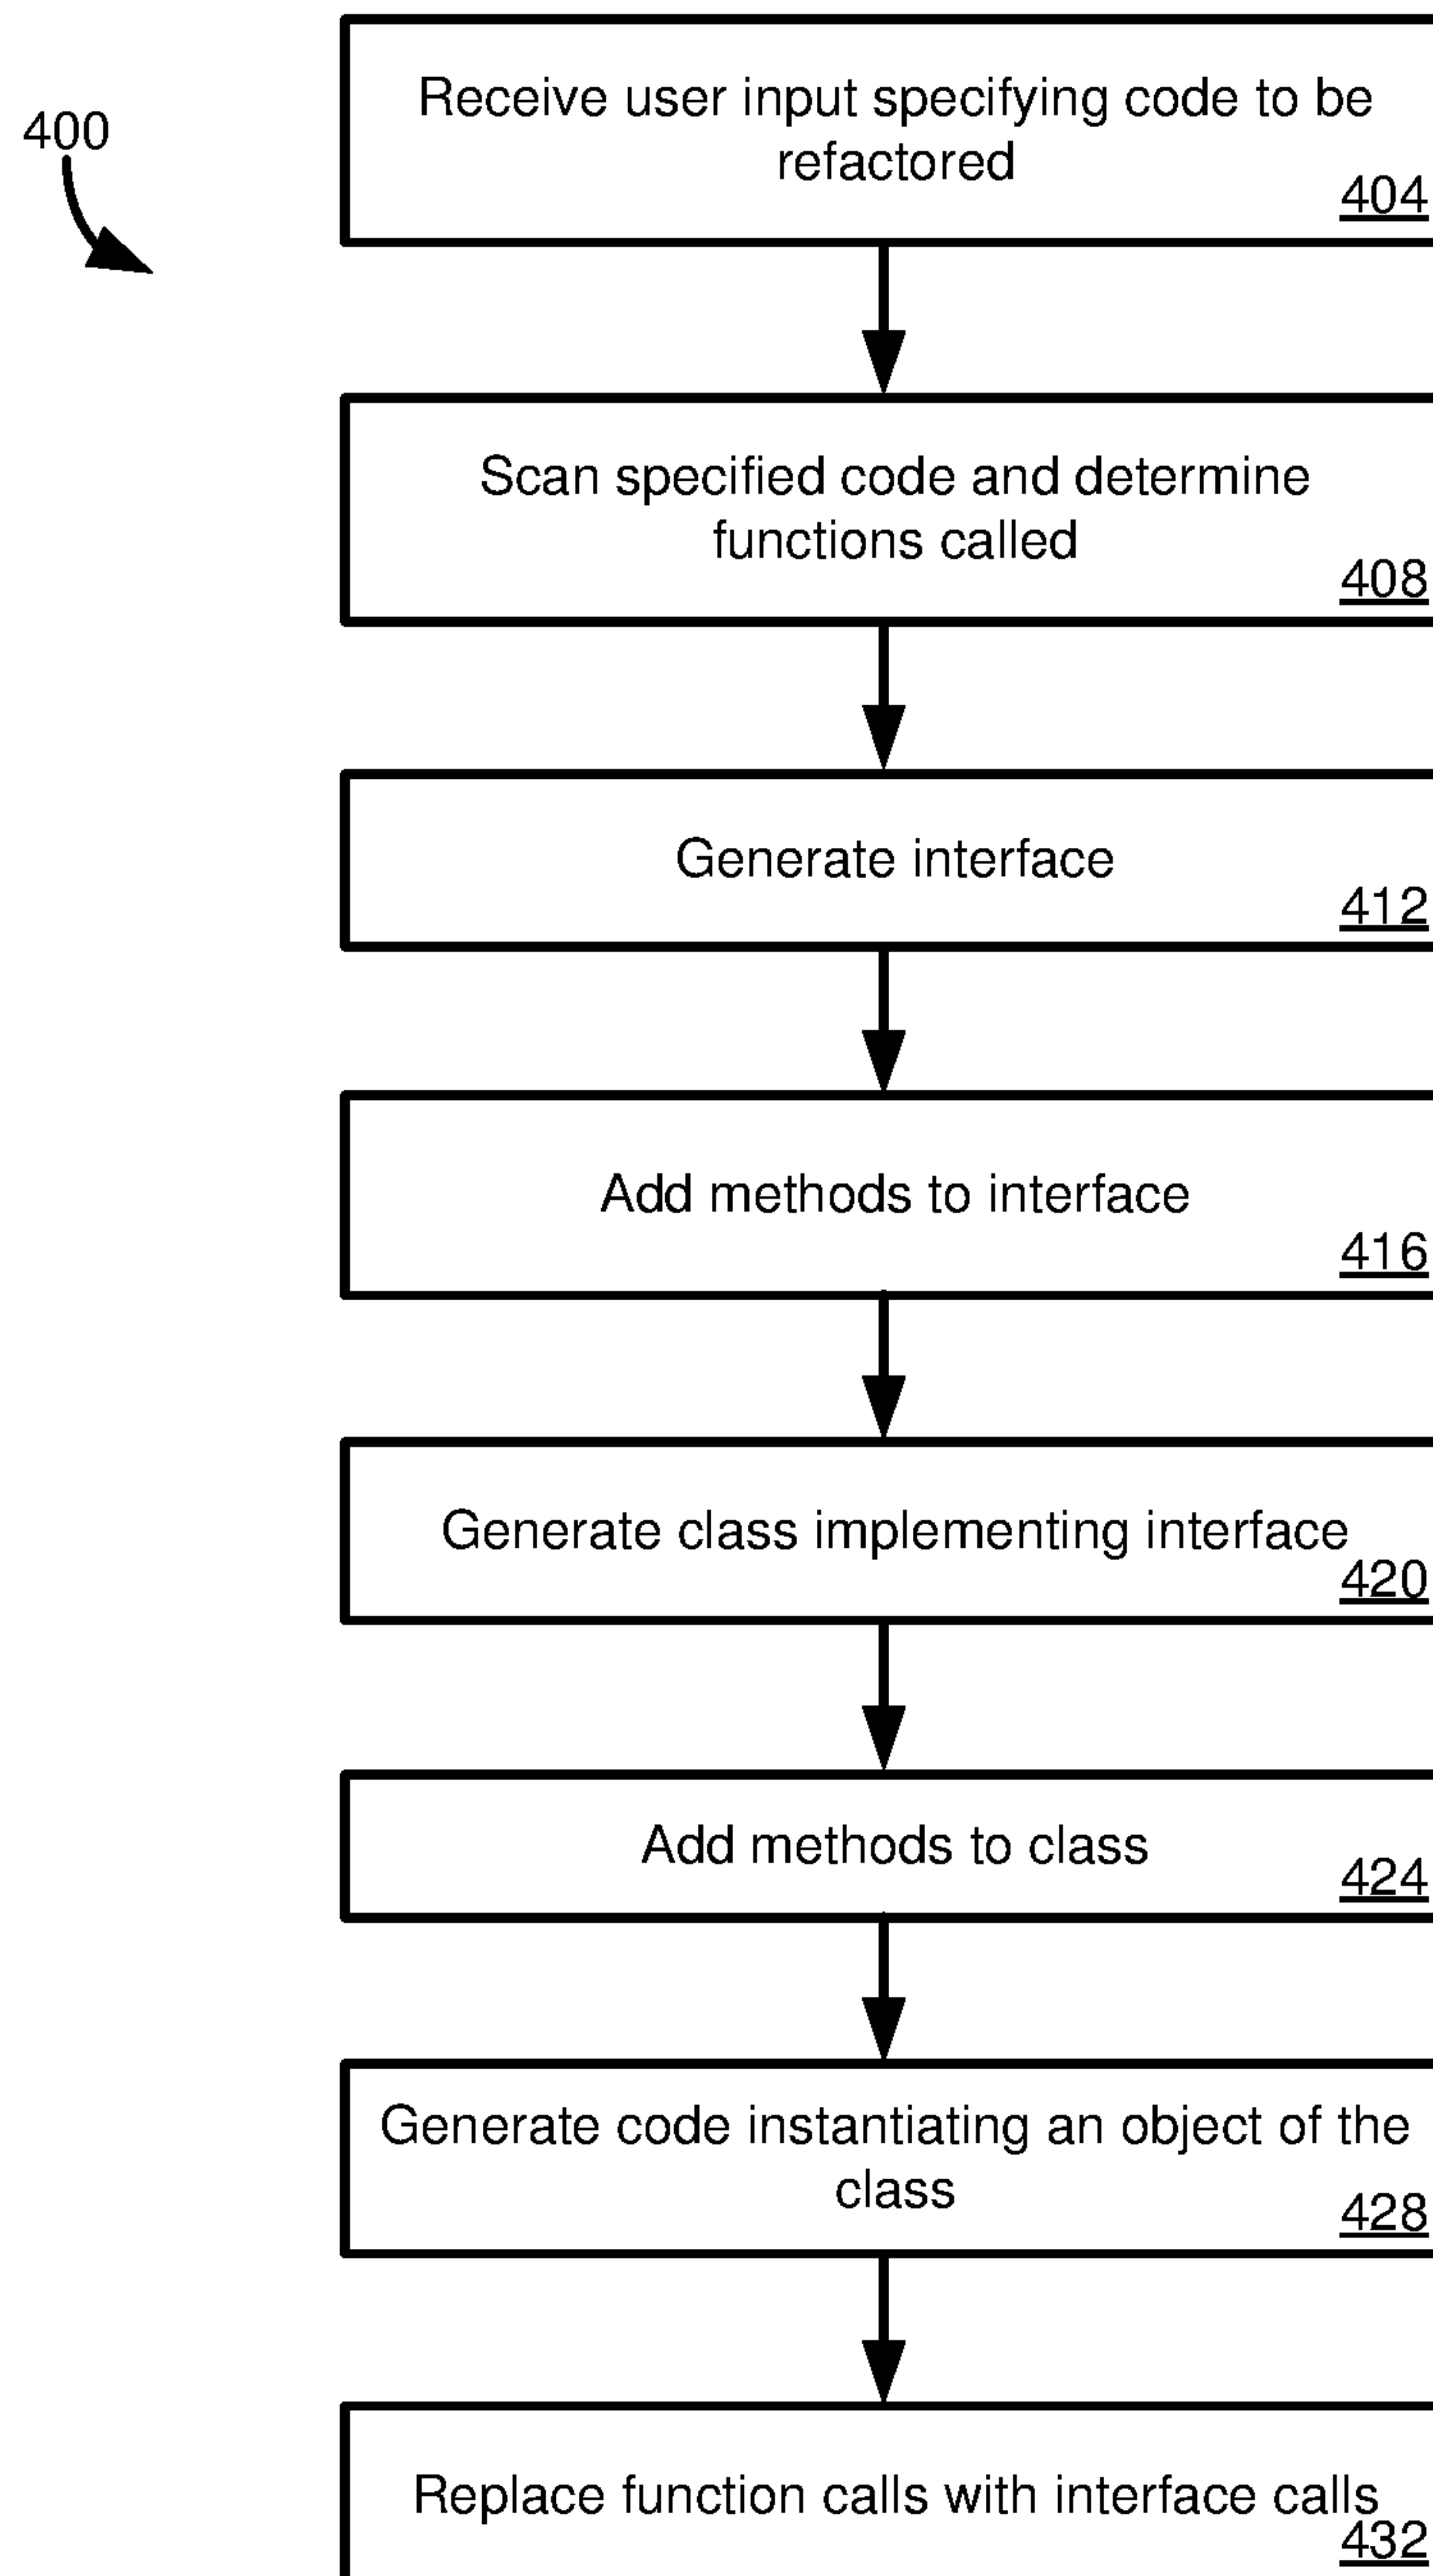 400
Receive user input specifying code to be
refactored
404
Scan specified code and determine
functions called
408
Generate interface
412
Add methods to interface
416
Generate class implementing interface
420
Add methods to class
424
Generate code instantiating an object of the
class
428
Replace function calls with interface calls
432